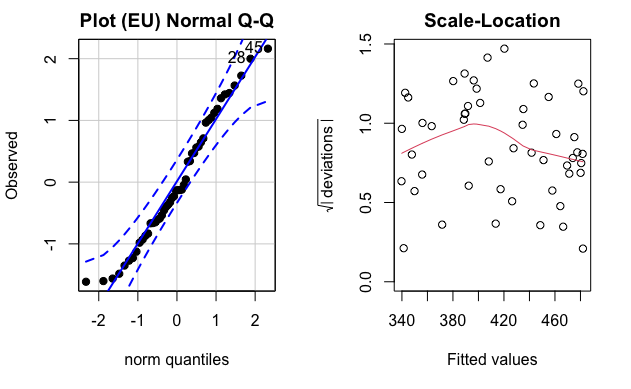 Plot (EU) Normal Q-Q
Observed
2
1
0
-1
28
45
-2 -1 0 1 2
norm quantiles
Scale-Location
√| deviations |
1.5
1.0
0.5
0.0
340 380 420 460
Fitted values